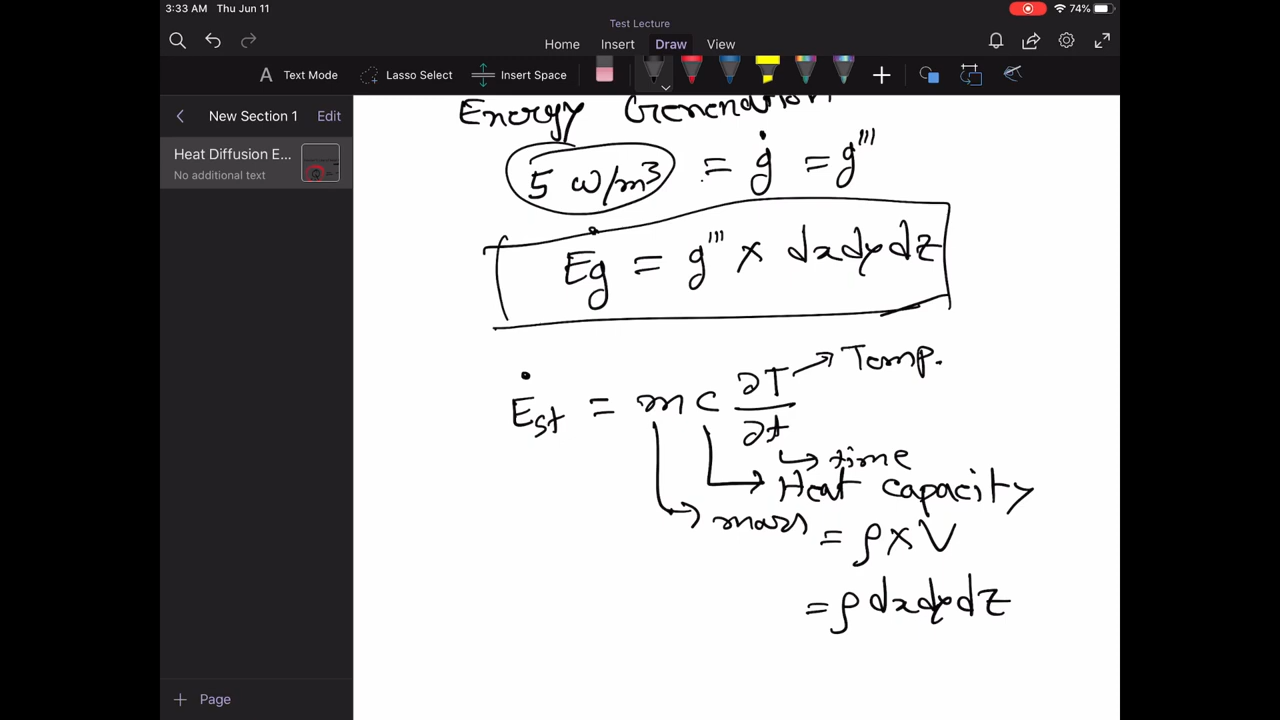 3:33 AM Thu Jun 11
74%
Test Lecture
Home Insert Draw View
Text Mode Lasso Select Insert Space
New Section 1 Edit
Heat Diffusion E...
No additional text
Energy Generation
5 W/m³ = ġ = g'''
Ėg = g''' × dxdydz
Ėst = mc ∂T/∂t → Temp.
→ time
→ Heat capacity
→ mass = ρ × V
= ρ dxdydz
+ Page